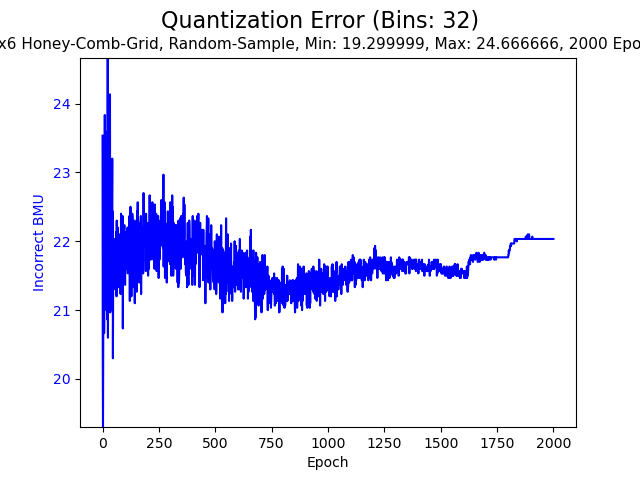 Quantization Error (Bins: 32)
x6 Honey-Comb-Grid, Random-Sample, Min: 19.299999, Max: 24.666666, 2000 Epo
24
23
22
21
20
Incorrect BMU
0 250 500 750 1000 1250 1500 1750 2000
Epoch